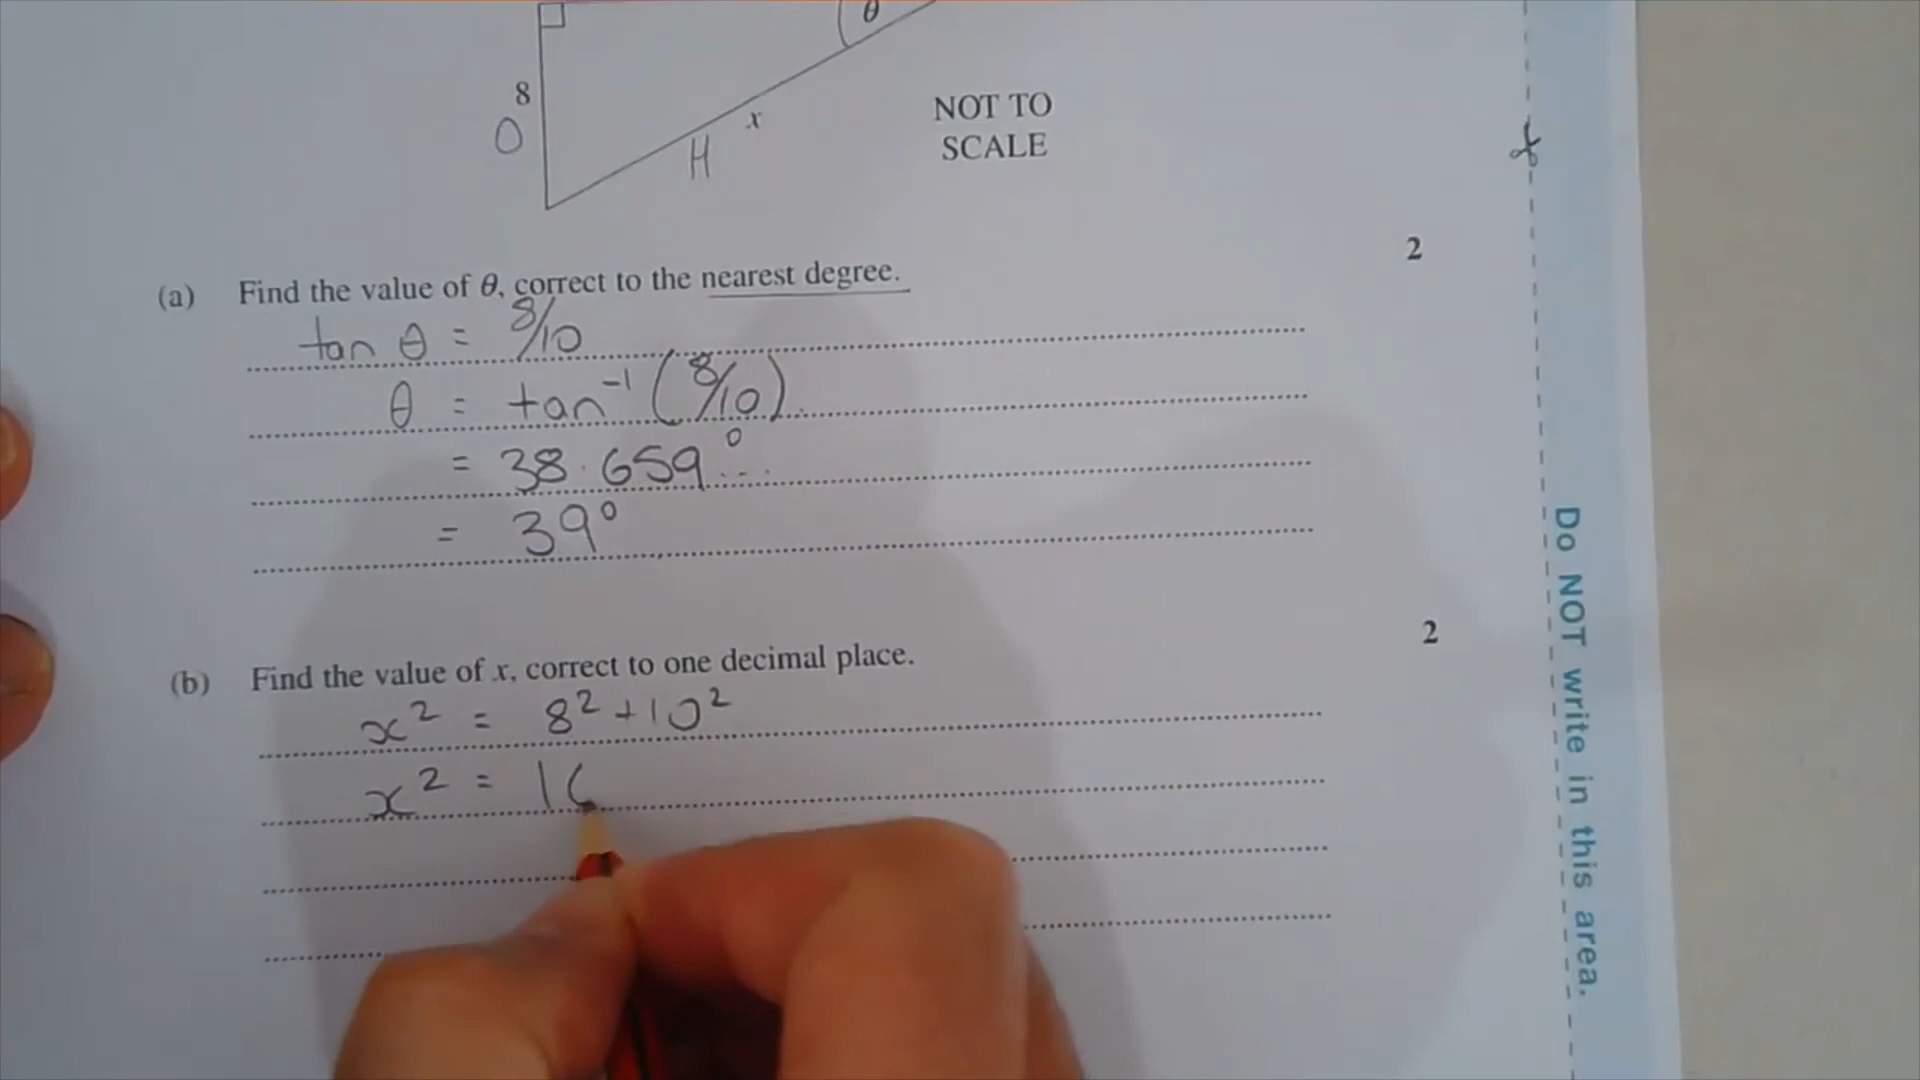 θ
8
O
x
H
NOT TO
SCALE
2
(a) Find the value of θ, correct to the nearest degree.
tan θ = 8/10
θ = tan⁻¹ (8/10)
= 38.659°...
= 39°
2
(b) Find the value of x, correct to one decimal place.
x² = 8² + 10²
x² = 16
Do NOT write in this area.